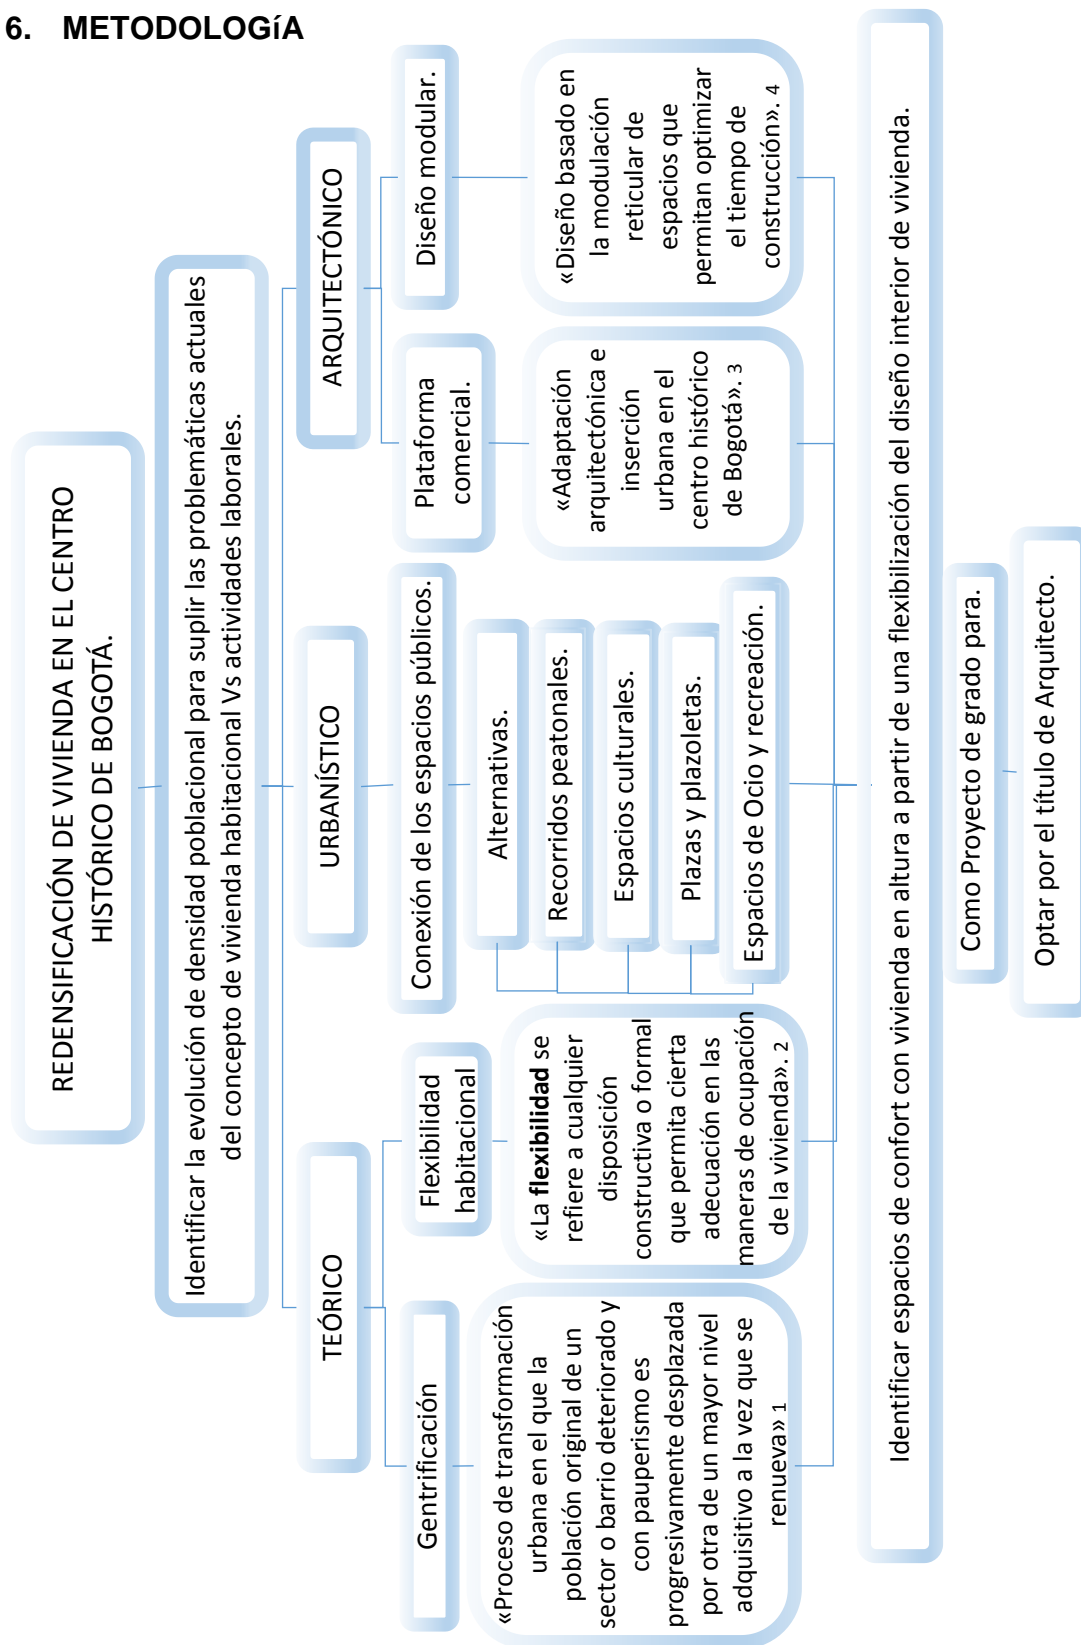 6. METODOLOGíA
REDENSIFICACIÓN DE VIVIENDA EN EL CENTRO
HISTÓRICO DE BOGOTÁ.
Identificar la evolución de densidad poblacional para suplir las problemáticas actuales
del concepto de vivienda habitacional Vs actividades laborales.
TEÓRICO
URBANÍSTICO
ARQUITECTÓNICO
Gentrificación
Flexibilidad
habitacional
Conexión de los espacios públicos.
Plataforma
comercial.
Diseño modular.
«Proceso de transformación
urbana en el que la
población original de un
sector o barrio deteriorado y
con pauperismo es
progresivamente desplazada
por otra de un mayor nivel
adquisitivo a la vez que se
renueva» 1
«La flexibilidad se
refiere a cualquier
disposición
constructiva o formal
que permita cierta
adecuación en las
maneras de ocupación
de la vivienda». 2
Alternativas.
Recorridos peatonales.
Espacios culturales.
Plazas y plazoletas.
Espacios de Ocio y recreación.
«Adaptación
arquitectónica e
inserción
urbana en el
centro histórico
de Bogotá». 3
«Diseño basado en
la modulación
reticular de
espacios que
permitan optimizar
el tiempo de
construcción». 4
Identificar espacios de confort con vivienda en altura a partir de una flexibilización del diseño interior de vivienda.
Como Proyecto de grado para.
Optar por el título de Arquitecto.